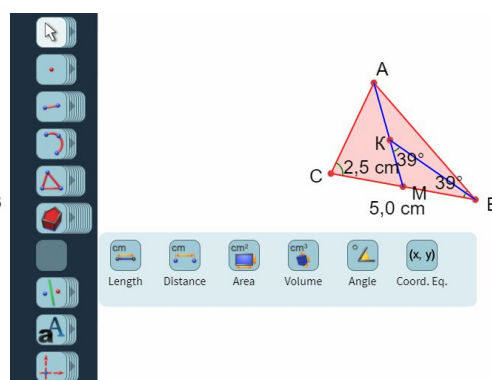 A
K
39°
C
2,5 cm
39°
M
5,0 cm
cm
cm
cm²
cm³
(x, y)
Length
Distance
Area
Volume
Angle
Coord. Eq.
aA